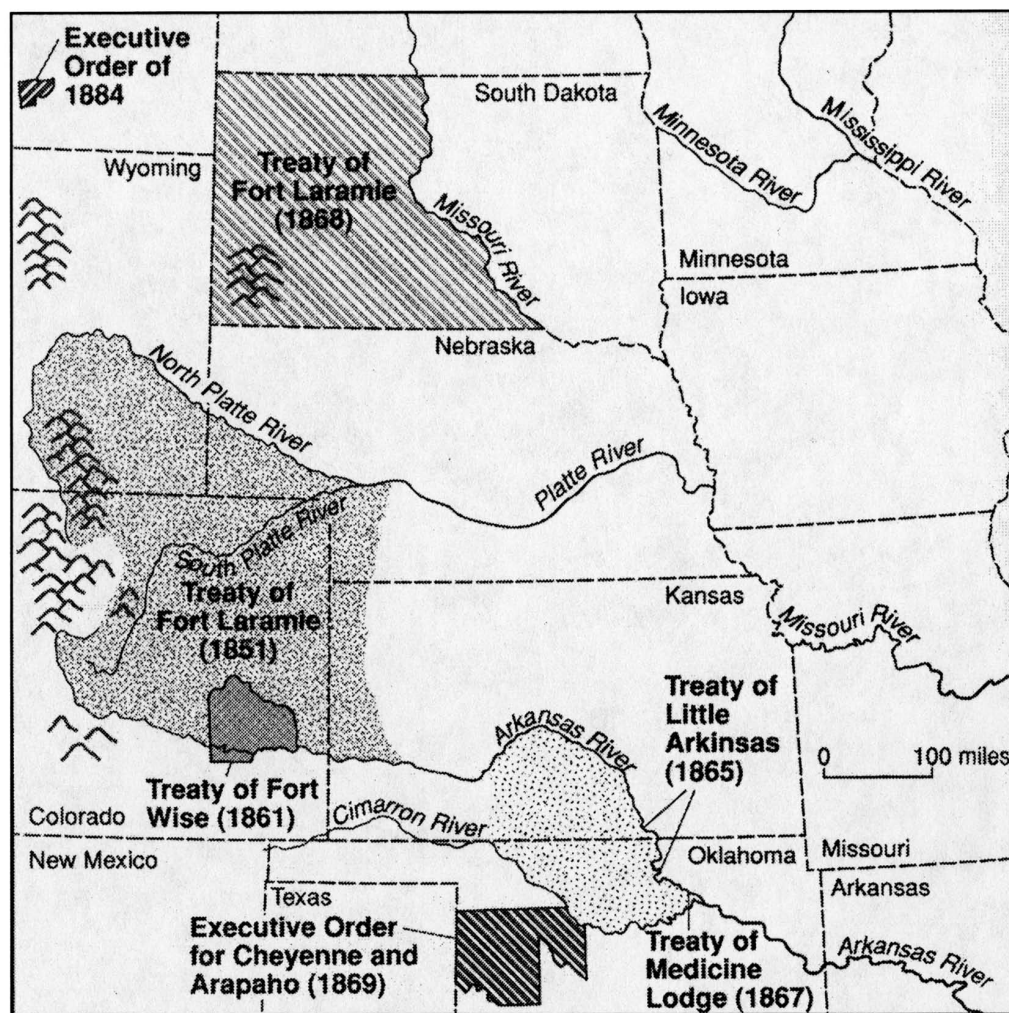 Executive
Order of
1884
South Dakota
Minnesota River
Mississippi River
Wyoming
Treaty of
Fort Laramie
(1868)
Missouri River
Minnesota
Iowa
Nebraska
North Platte River
Platte River
South Platte River
Treaty of
Fort Laramie
(1851)
Kansas
Missouri River
Treaty of
Little
Arkinsas
(1865)
Arkansas River
0 100 miles
Treaty of Fort
Wise (1861)
Colorado
Cimarron River
New Mexico
Oklahoma
Missouri
Arkansas
Texas
Executive Order
for Cheyenne and
Arapaho (1869)
Treaty of
Medicine
Lodge (1867)
Arkansas River